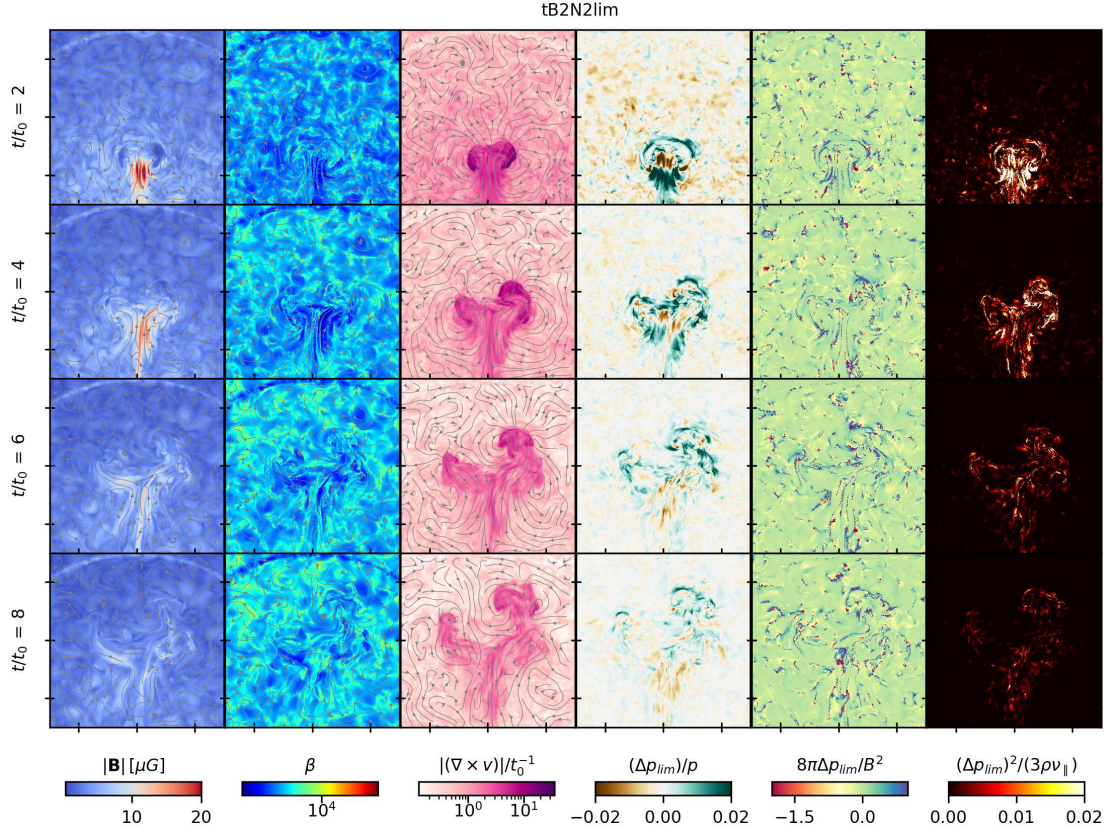 tB2N2lim
t/t₀ = 2
t/t₀ = 4
t/t₀ = 6
t/t₀ = 8
|B| [μG]
10 20
β
10⁴
|(∇ × v)|/t₀⁻¹
10⁰ 10¹
(Δp_lim)/p
−0.02 0.00 0.02
8πΔp_lim/B²
−1.5 0.0
(Δp_lim)²/(3ρν_∥)
0.00 0.01 0.02